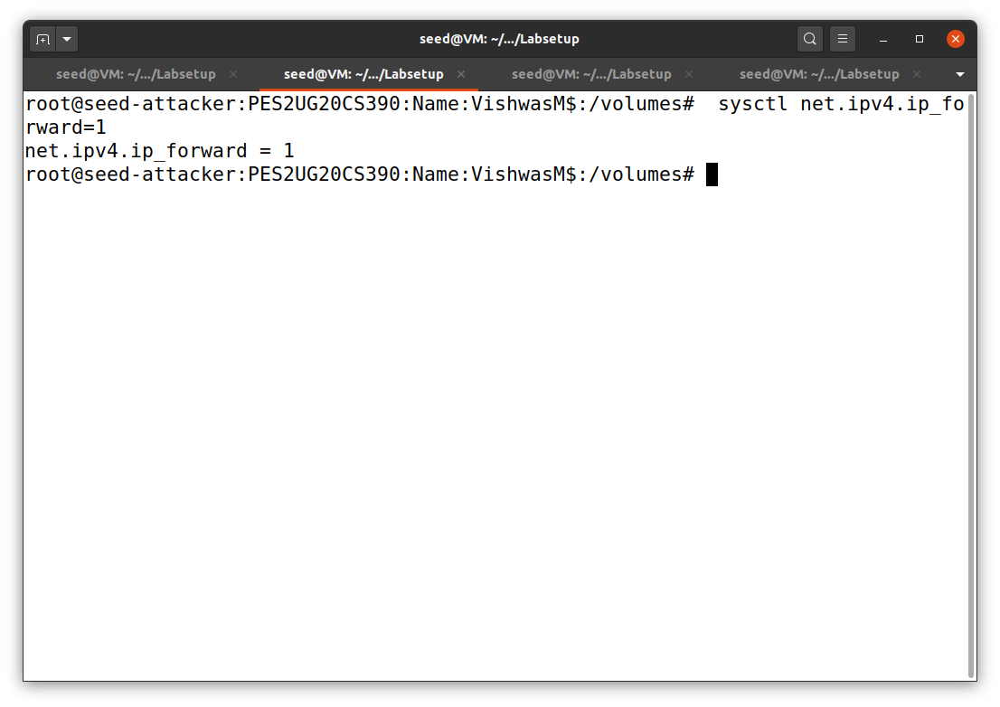 seed@VM: ~/.../Labsetup
seed@VM: ~/.../Labsetup seed@VM: ~/.../Labsetup seed@VM: ~/.../Labsetup seed@VM: ~/.../Labsetup
root@seed-attacker:PES2UG20CS390:Name:VishwasM$:/volumes#  sysctl net.ipv4.ip_fo
rward=1
net.ipv4.ip_forward = 1
root@seed-attacker:PES2UG20CS390:Name:VishwasM$:/volumes#